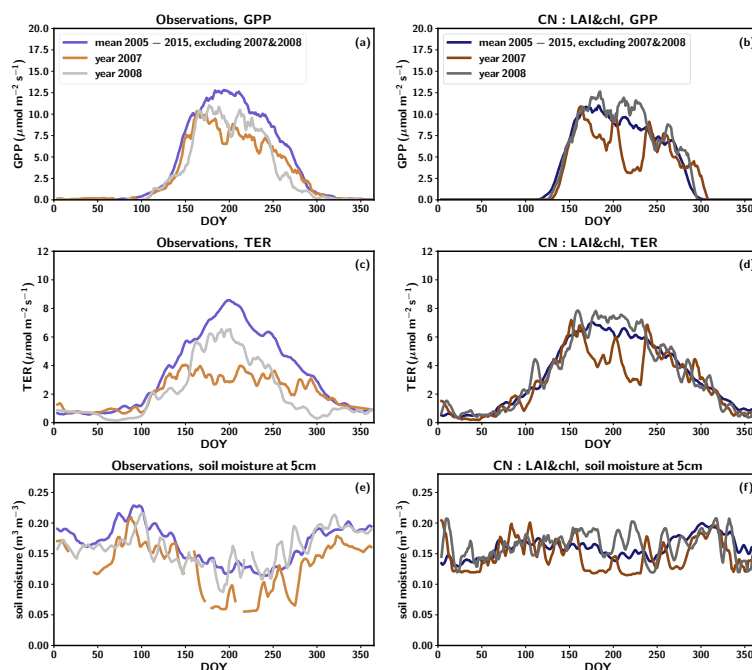 Observations, GPP
20.0
17.5
15.0
12.5
10.0
7.5
5.0
2.5
0.0
GPP (μmol m⁻² s⁻¹)
mean 2005 − 2015, excluding 2007&2008
year 2007
year 2008
(a)
0 50 100 150 200 250 300 350
DOY
CN : LAI&chl, GPP
20.0
17.5
15.0
12.5
10.0
7.5
5.0
2.5
0.0
GPP (μmol m⁻² s⁻¹)
mean 2005 − 2015, excluding 2007&2008
year 2007
year 2008
(b)
0 50 100 150 200 250 300 350
DOY
Observations, TER
12
10
8
6
4
2
0
TER (μmol m⁻² s⁻¹)
(c)
0 50 100 150 200 250 300 350
DOY
CN : LAI&chl, TER
12
10
8
6
4
2
0
TER (μmol m⁻² s⁻¹)
(d)
0 50 100 150 200 250 300 350
DOY
Observations, soil moisture at 5cm
0.25
0.20
0.15
0.10
0.05
0.00
soil moisture (m³ m⁻³)
(e)
0 50 100 150 200 250 300 350
DOY
CN : LAI&chl, soil moisture at 5cm
0.25
0.20
0.15
0.10
0.05
0.00
soil moisture (m³ m⁻³)
(f)
0 50 100 150 200 250 300 350
DOY